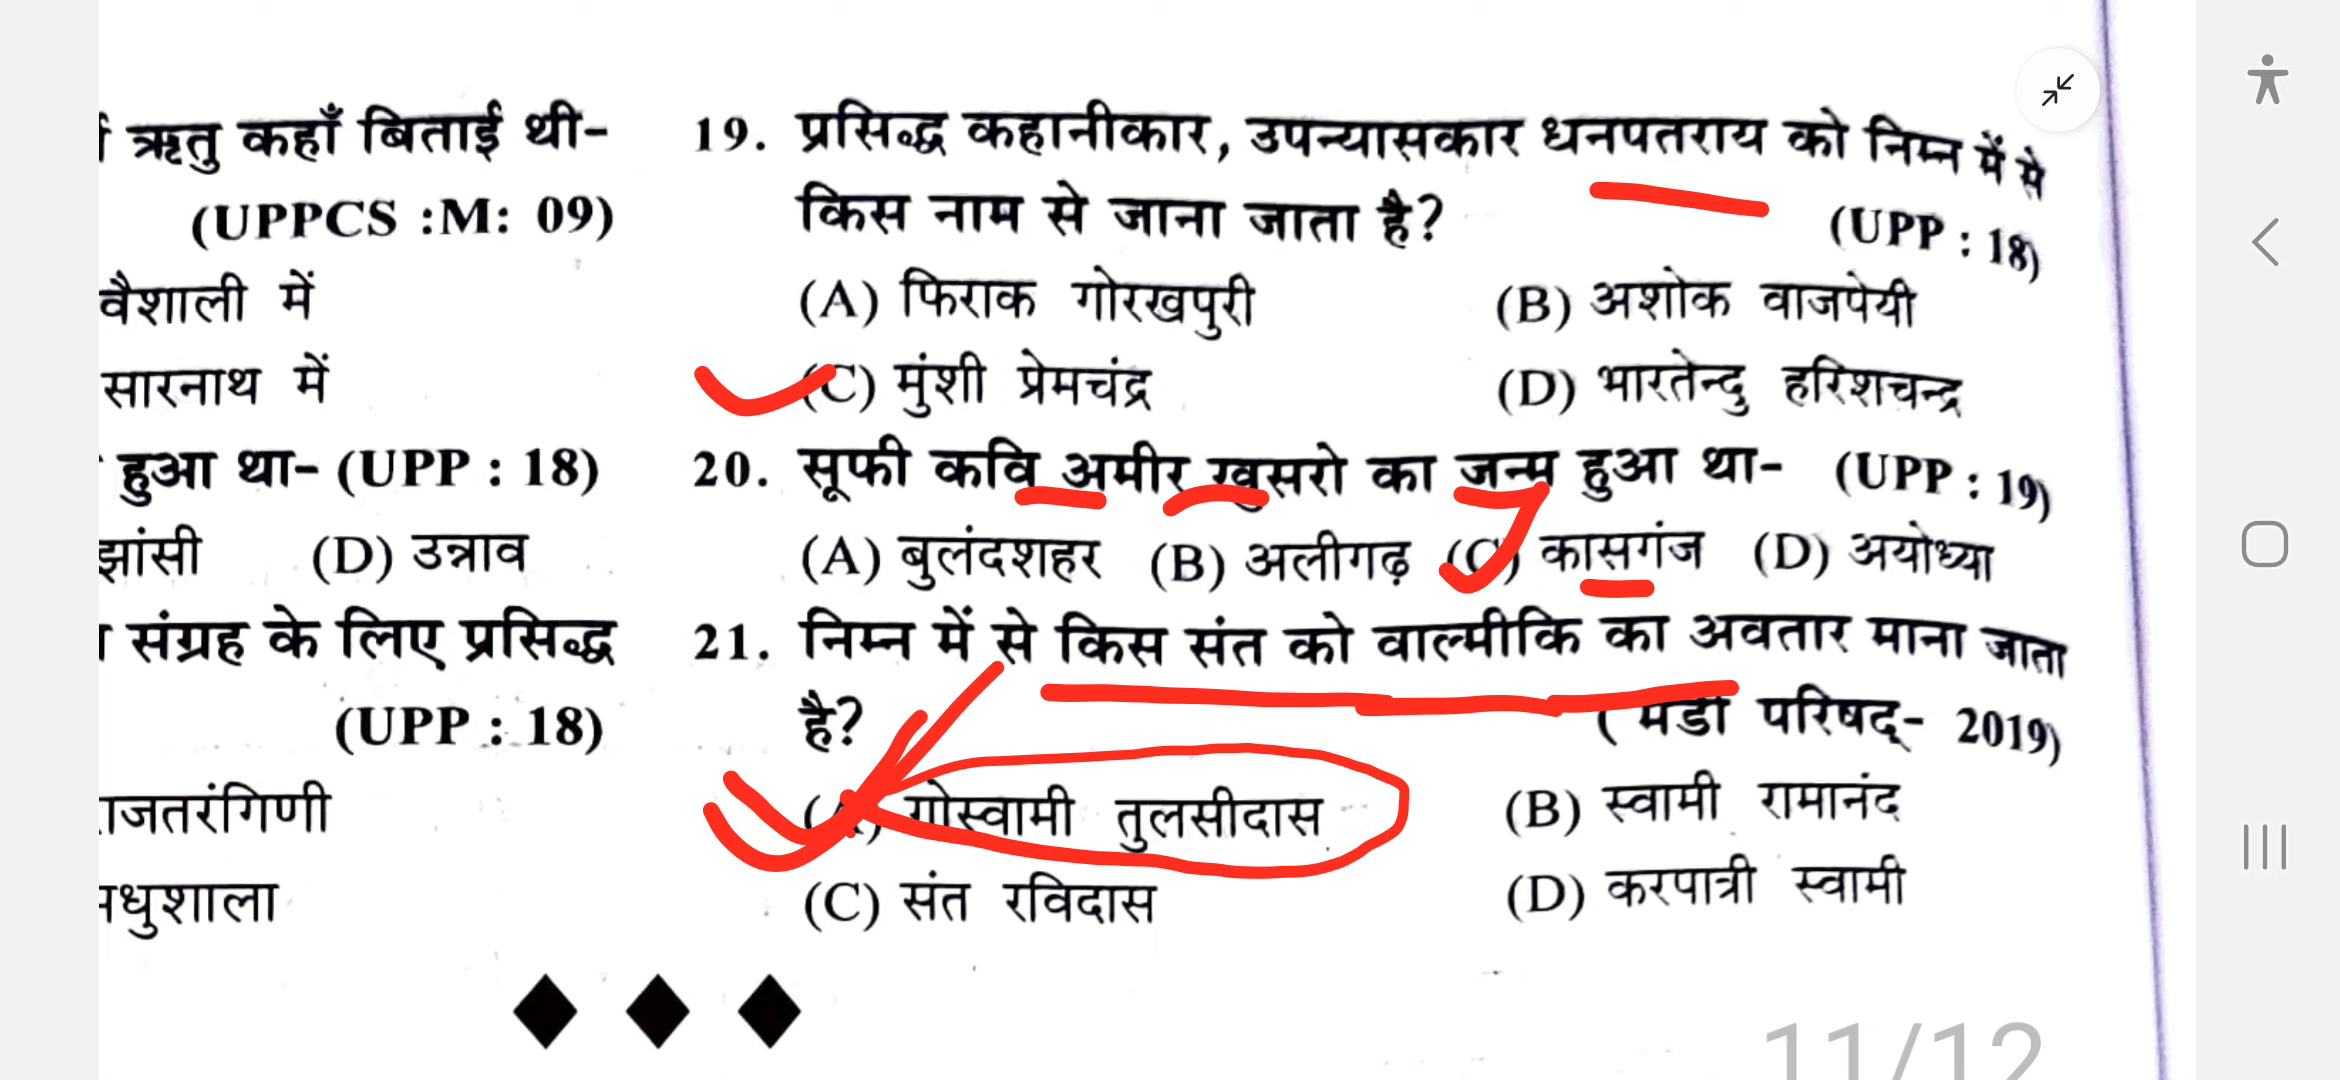 ऋतु कहाँ बिताई थी-
(UPPCS :M: 09)
वैशाली में
सारनाथ में
हुआ था- (UPP : 18)
झांसी (D) उन्नाव
संग्रह के लिए प्रसिद्ध
(UPP : 18)
ाजतरंगिणी
मधुशाला
19. प्रसिद्ध कहानीकार, उपन्यासकार धनपतराय को निम्न में से
किस नाम से जाना जाता है? (UPP : 18)
(A) फिराक गोरखपुरी (B) अशोक वाजपेयी
(C) मुंशी प्रेमचंद्र (D) भारतेन्दु हरिशचन्द्र
20. सूफी कवि अमीर खुसरो का जन्म हुआ था- (UPP : 19)
(A) बुलंदशहर (B) अलीगढ़ (C) कासगंज (D) अयोध्या
21. निम्न में से किस संत को वाल्मीकि का अवतार माना जाता
है? ( मंडी परिषद्- 2019)
(A) गोस्वामी तुलसीदास (B) स्वामी रामानंद
(C) संत रविदास (D) करपात्री स्वामी
11/12